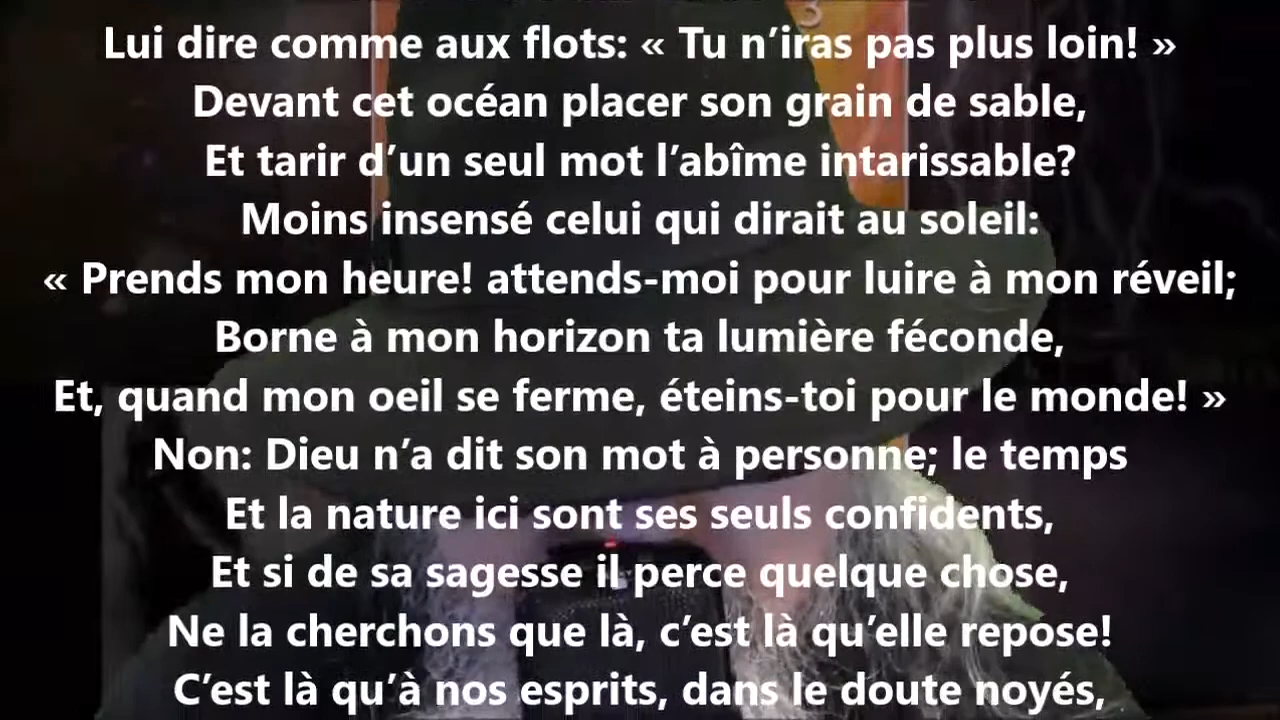 3
Lui dire comme aux flots: « Tu n’iras pas plus loin! »
Devant cet océan placer son grain de sable,
Et tarir d’un seul mot l’abîme intarissable?
Moins insensé celui qui dirait au soleil:
« Prends mon heure! attends-moi pour luire à mon réveil;
Borne à mon horizon ta lumière féconde,
Et, quand mon oeil se ferme, éteins-toi pour le monde! »
Non: Dieu n’a dit son mot à personne; le temps
Et la nature ici sont ses seuls confidents,
Et si de sa sagesse il perce quelque chose,
Ne la cherchons que là, c’est là qu’elle repose!
C’est là qu’à nos esprits, dans le doute noyés,